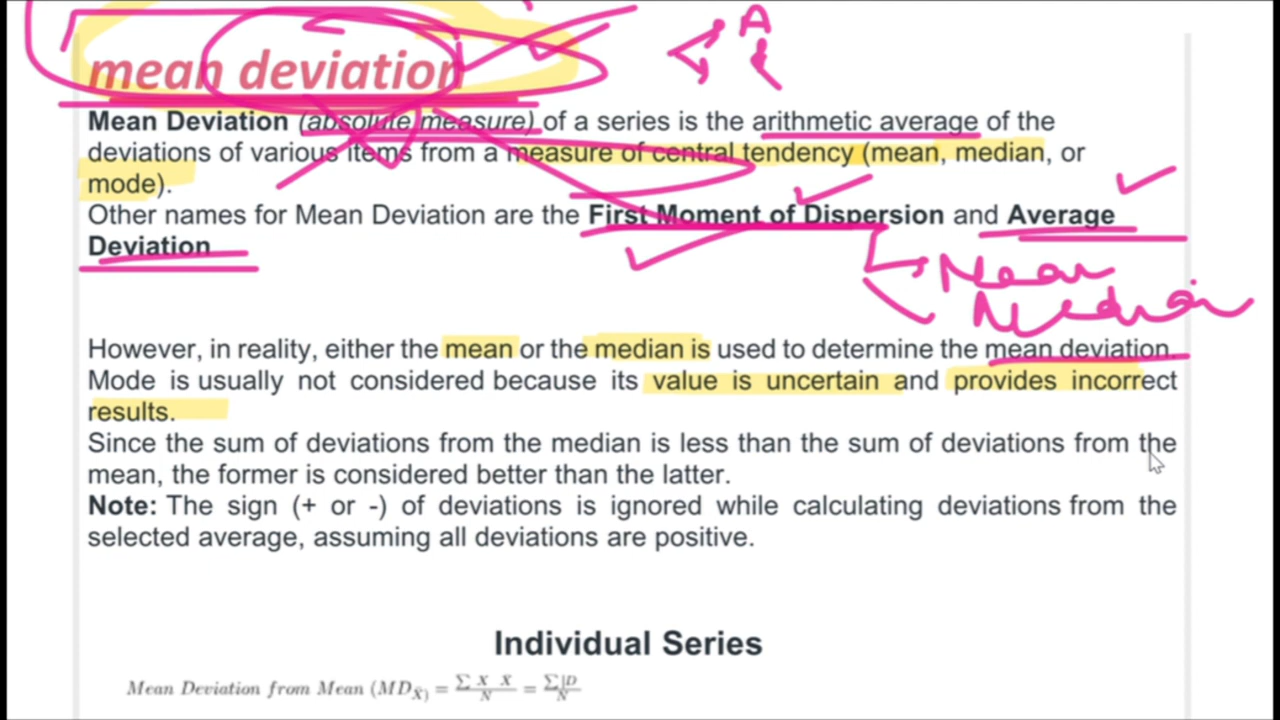 mean deviation
A
R
Mean Deviation (absolute measure) of a series is the arithmetic average of the
deviations of various items from a measure of central tendency (mean, median, or
mode).
Other names for Mean Deviation are the First Moment of Dispersion and Average
Deviation
Mean
Median
However, in reality, either the mean or the median is used to determine the mean deviation.
Mode is usually not considered because its value is uncertain and provides incorrect
results.
Since the sum of deviations from the median is less than the sum of deviations from the
mean, the former is considered better than the latter.
Note: The sign (+ or -) of deviations is ignored while calculating deviations from the
selected average, assuming all deviations are positive.
Individual Series
Mean Deviation from Mean (MD_X̄) = ∑ X X̄ / N = ∑|D / N